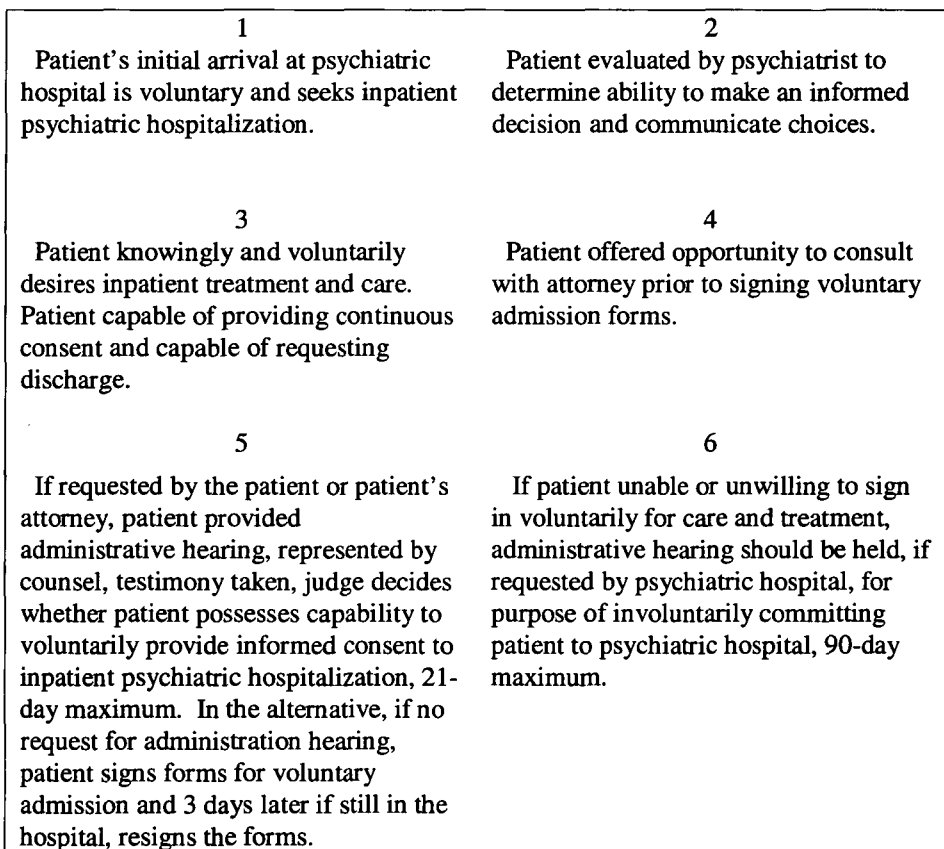 1
Patient's initial arrival at psychiatric
hospital is voluntary and seeks inpatient
psychiatric hospitalization.
2
Patient evaluated by psychiatrist to
determine ability to make an informed
decision and communicate choices.
3
Patient knowingly and voluntarily
desires inpatient treatment and care.
Patient capable of providing continuous
consent and capable of requesting
discharge.
4
Patient offered opportunity to consult
with attorney prior to signing voluntary
admission forms.
5
If requested by the patient or patient's
attorney, patient provided
administrative hearing, represented by
counsel, testimony taken, judge decides
whether patient possesses capability to
voluntarily provide informed consent to
inpatient psychiatric hospitalization, 21-
day maximum. In the alternative, if no
request for administration hearing,
patient signs forms for voluntary
admission and 3 days later if still in the
hospital, resigns the forms.
6
If patient unable or unwilling to sign
in voluntarily for care and treatment,
administrative hearing should be held, if
requested by psychiatric hospital, for
purpose of involuntarily committing
patient to psychiatric hospital, 90-day
maximum.